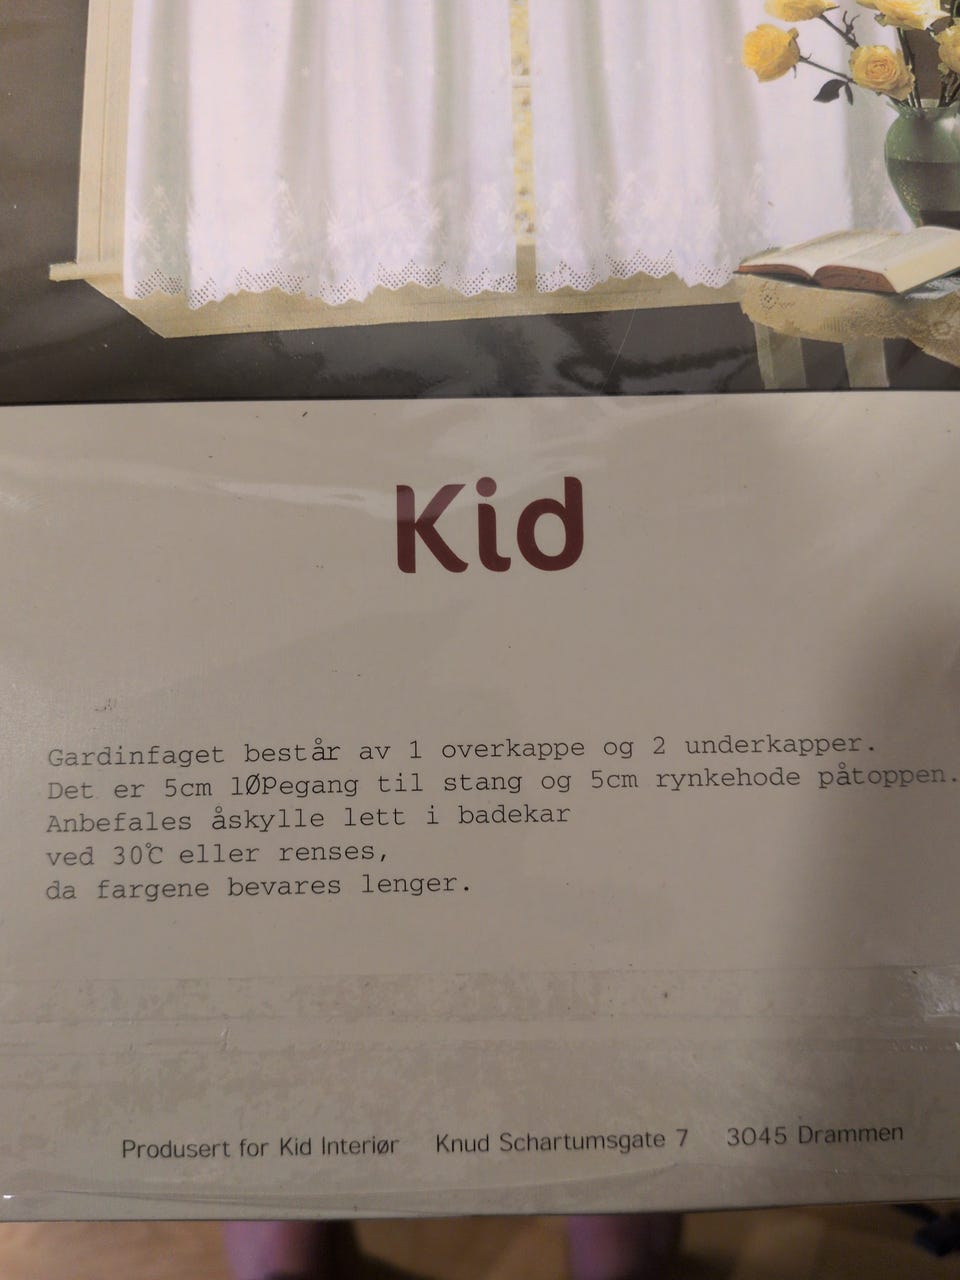 Kid
Gardinfaget består av 1 overkappe og 2 underkapper.
Det er 5cm lØPegang til stang og 5cm rynkehode påtoppen.
Anbefales åskylle lett i badekar
ved 30℃ eller renses,
da fargene bevares lenger.
Produsert for Kid Interiør Knud Schartumsgate 7 3045 Drammen